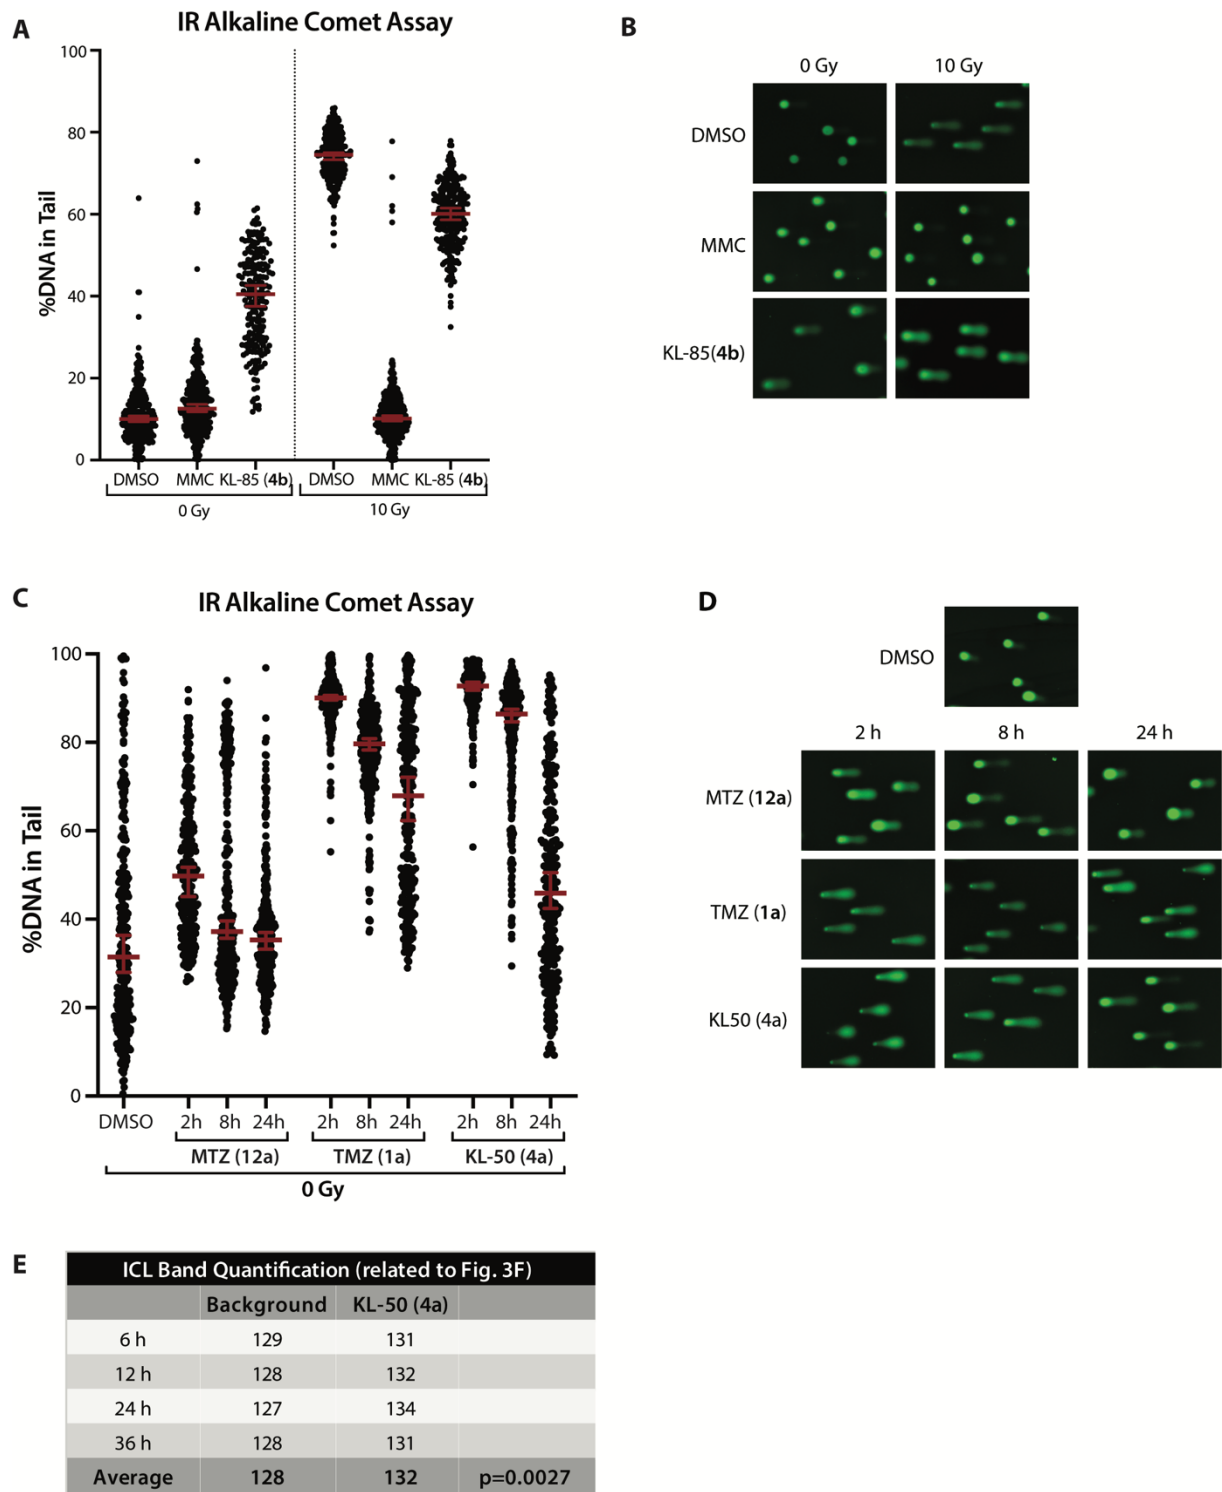 A
IR Alkaline Comet Assay
%DNA in Tail
100
80
60
40
20
0
DMSO MMC KL-85 (4b) DMSO MMC KL-85 (4b)
0 Gy 10 Gy
B
0 Gy 10 Gy
DMSO
MMC
KL-85(4b)
C
IR Alkaline Comet Assay
%DNA in Tail
100
80
60
40
20
0
DMSO 2h 8h 24h 2h 8h 24h 2h 8h 24h
MTZ (12a) TMZ (1a) KL-50 (4a)
0 Gy
D
DMSO
2 h 8 h 24 h
MTZ (12a)
TMZ (1a)
KL50 (4a)
E
ICL Band Quantification (related to Fig. 3F)
Background KL-50 (4a)
6 h 129 131
12 h 128 132
24 h 127 134
36 h 128 131
Average 128 132 p=0.0027